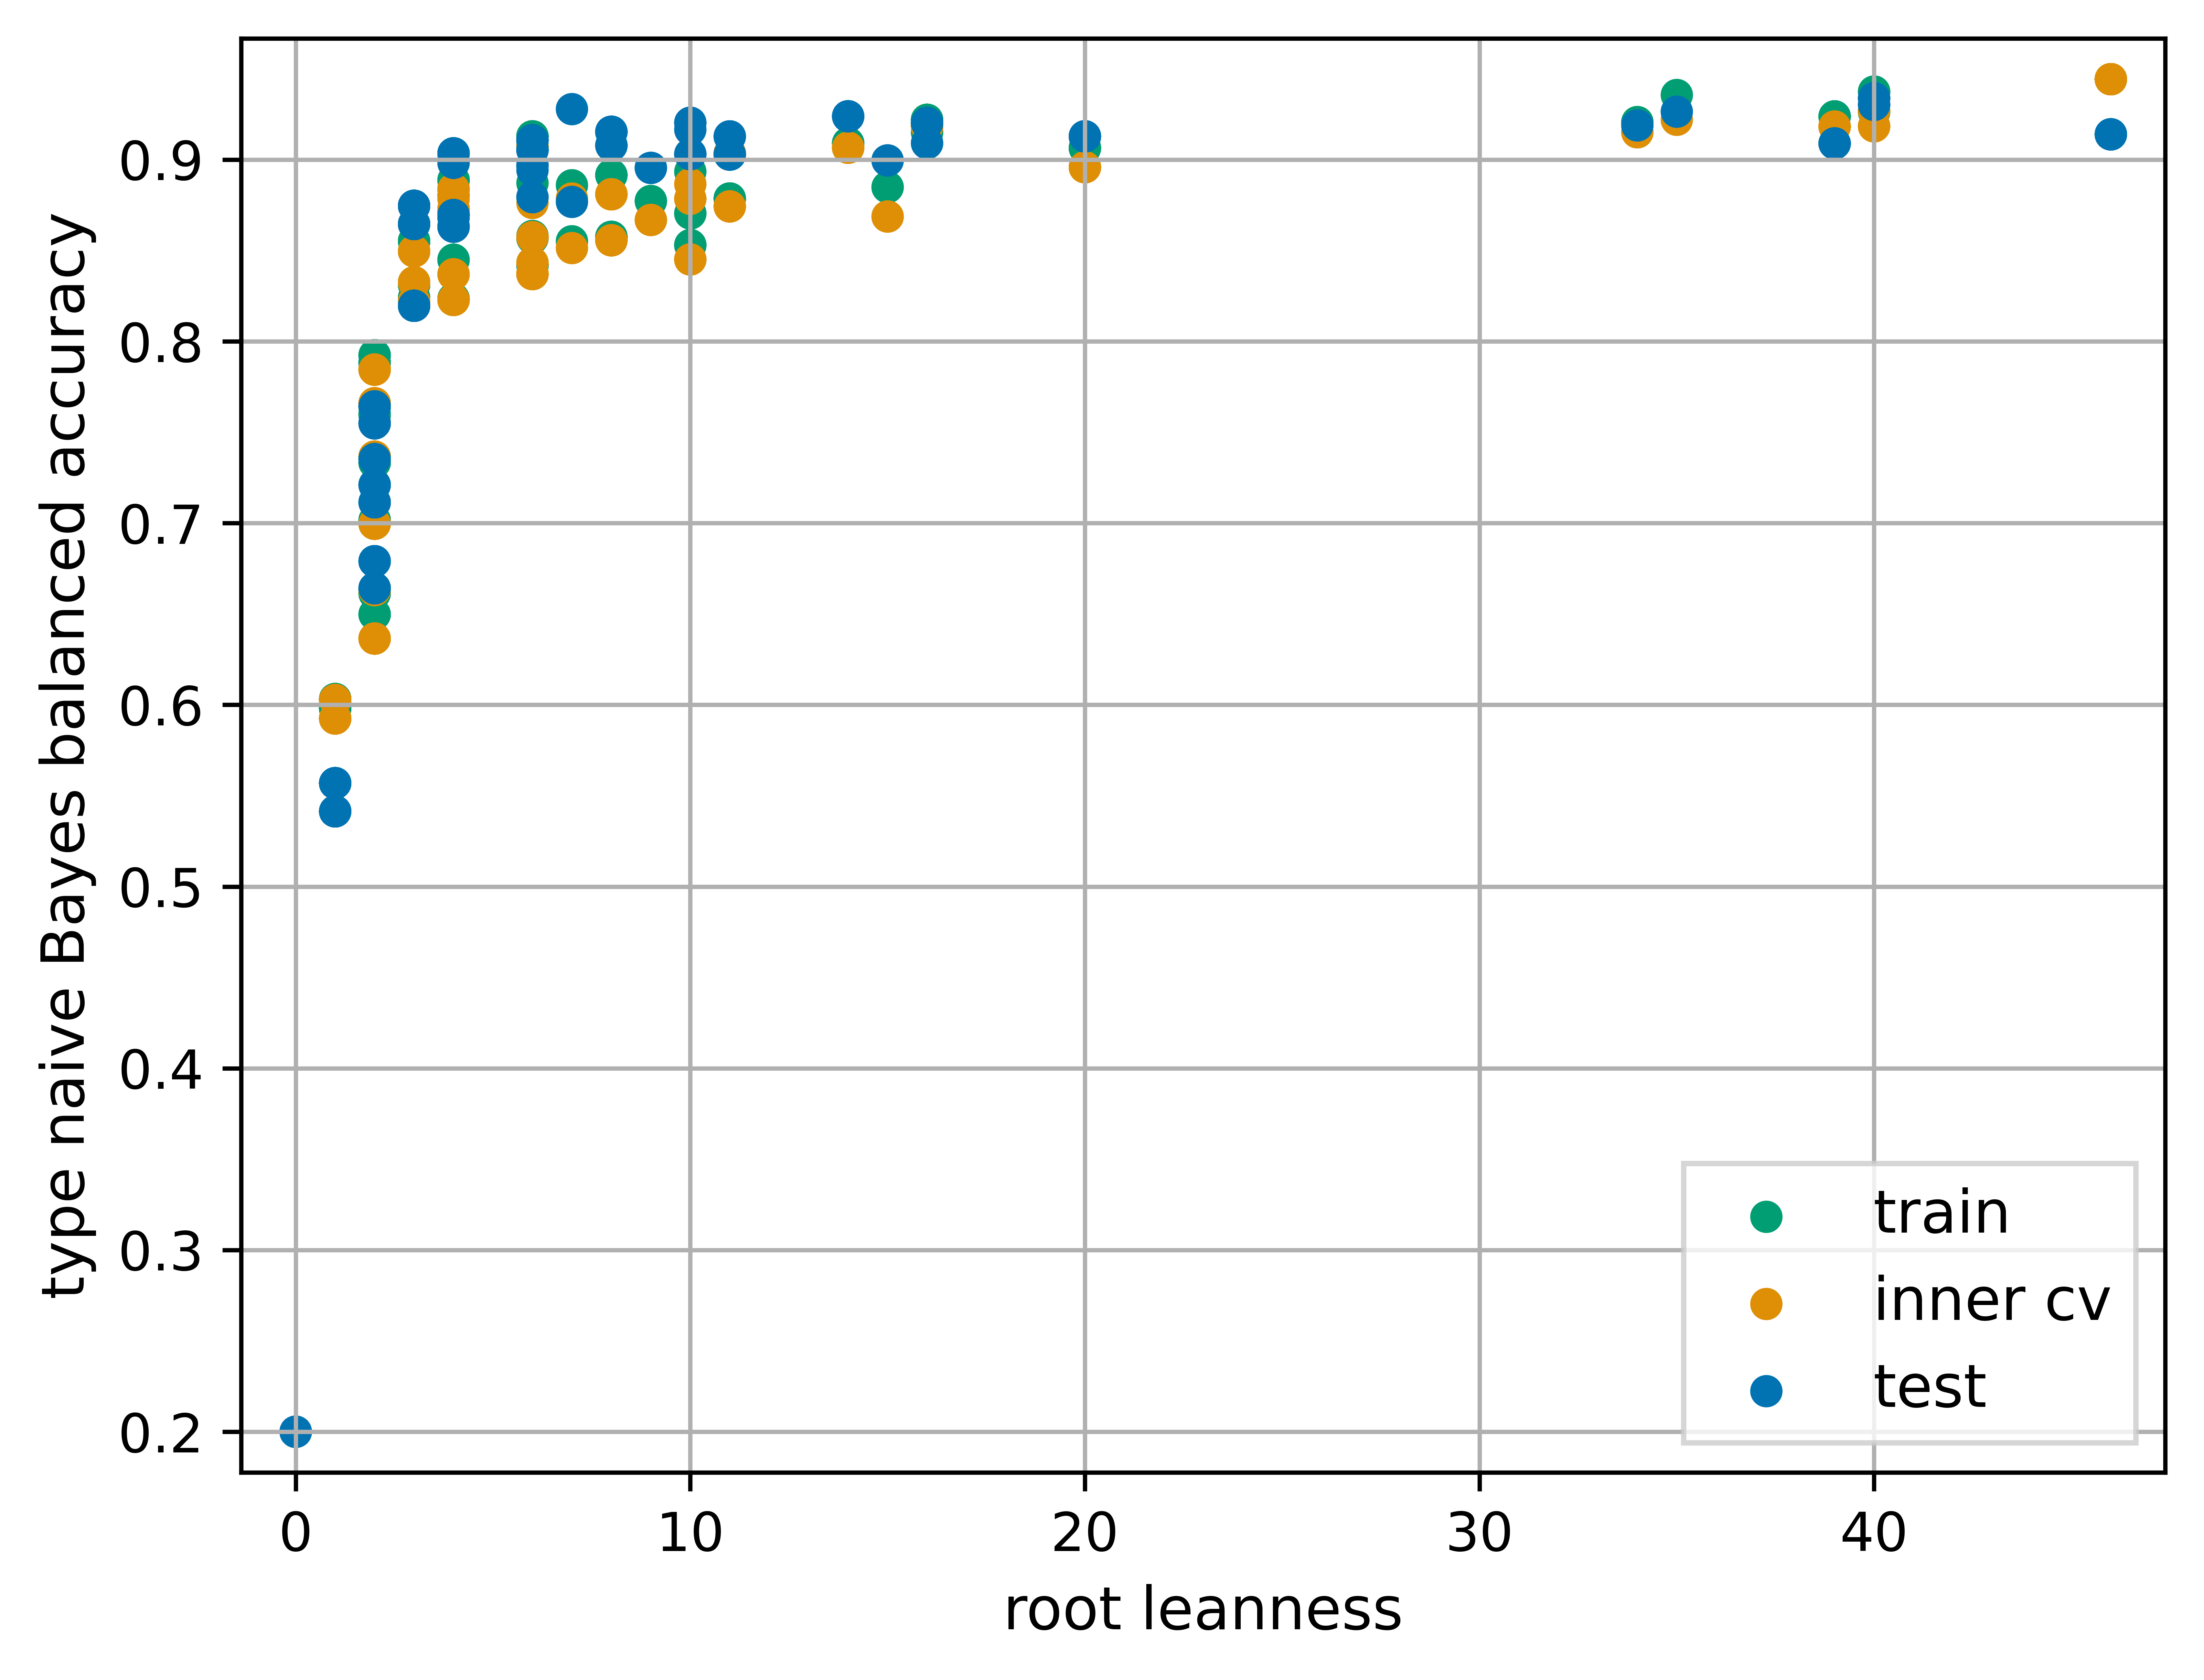 type naive Bayes balanced accuracy
0.9
0.8
0.7
0.6
0.5
0.4
0.3
0.2
train
inner cv
test
0 10 20 30 40
root leanness